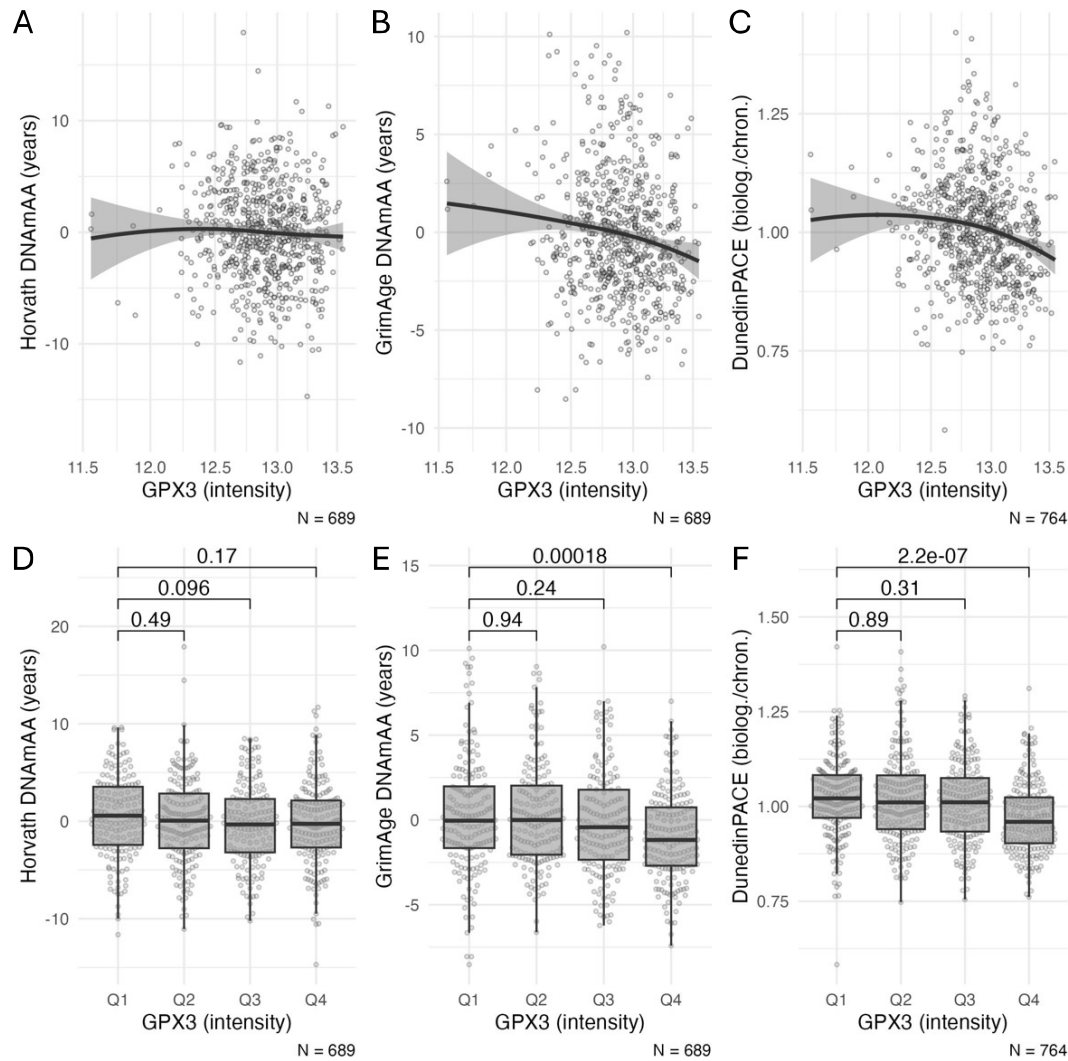 A
B
C
Horvath DNAmAA (years)
10
0
-10
11.5 12.0 12.5 13.0 13.5
GPX3 (intensity)
N = 689
GrimAge DNAmAA (years)
10
5
0
-5
-10
11.5 12.0 12.5 13.0 13.5
GPX3 (intensity)
N = 689
DunedinPACE (biolog./chron.)
1.25
1.00
0.75
11.5 12.0 12.5 13.0 13.5
GPX3 (intensity)
N = 764
D
E
F
Horvath DNAmAA (years)
20
10
0
-10
0.17
0.096
0.49
Q1 Q2 Q3 Q4
GPX3 (intensity)
N = 689
GrimAge DNAmAA (years)
15
10
5
0
-5
0.00018
0.24
0.94
Q1 Q2 Q3 Q4
GPX3 (intensity)
N = 689
DunedinPACE (biolog./chron.)
1.50
1.25
1.00
0.75
2.2e-07
0.31
0.89
Q1 Q2 Q3 Q4
GPX3 (intensity)
N = 764